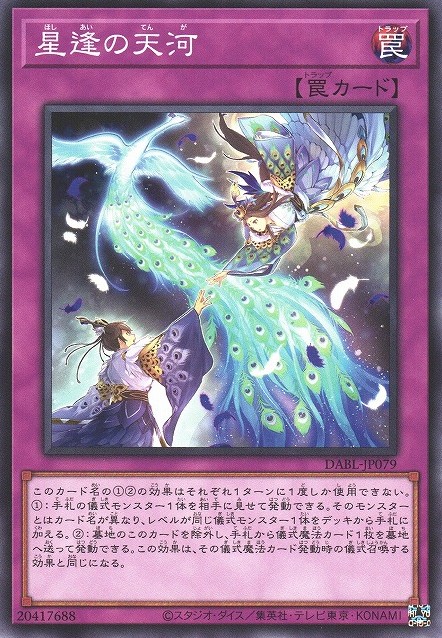 星逢の天河
罠
【罠カード】
DABL-JP079
このカード名の①②の効果はそれぞれ1ターンに1度しか使用できない。
①：手札の儀式モンスター1体を相手に見せて発動できる。そのモンスター
とはカード名が異なり、レベルが同じ儀式モンスター1体をデッキから手札に
加える。②：墓地のこのカードを除外し、手札から儀式魔法カード1枚を墓地
へ送って発動できる。この効果は、その儀式魔法カード発動時の儀式召喚する
効果と同じになる。
20417688
©スタジオ・ダイス／集英社・テレビ東京・KONAMI